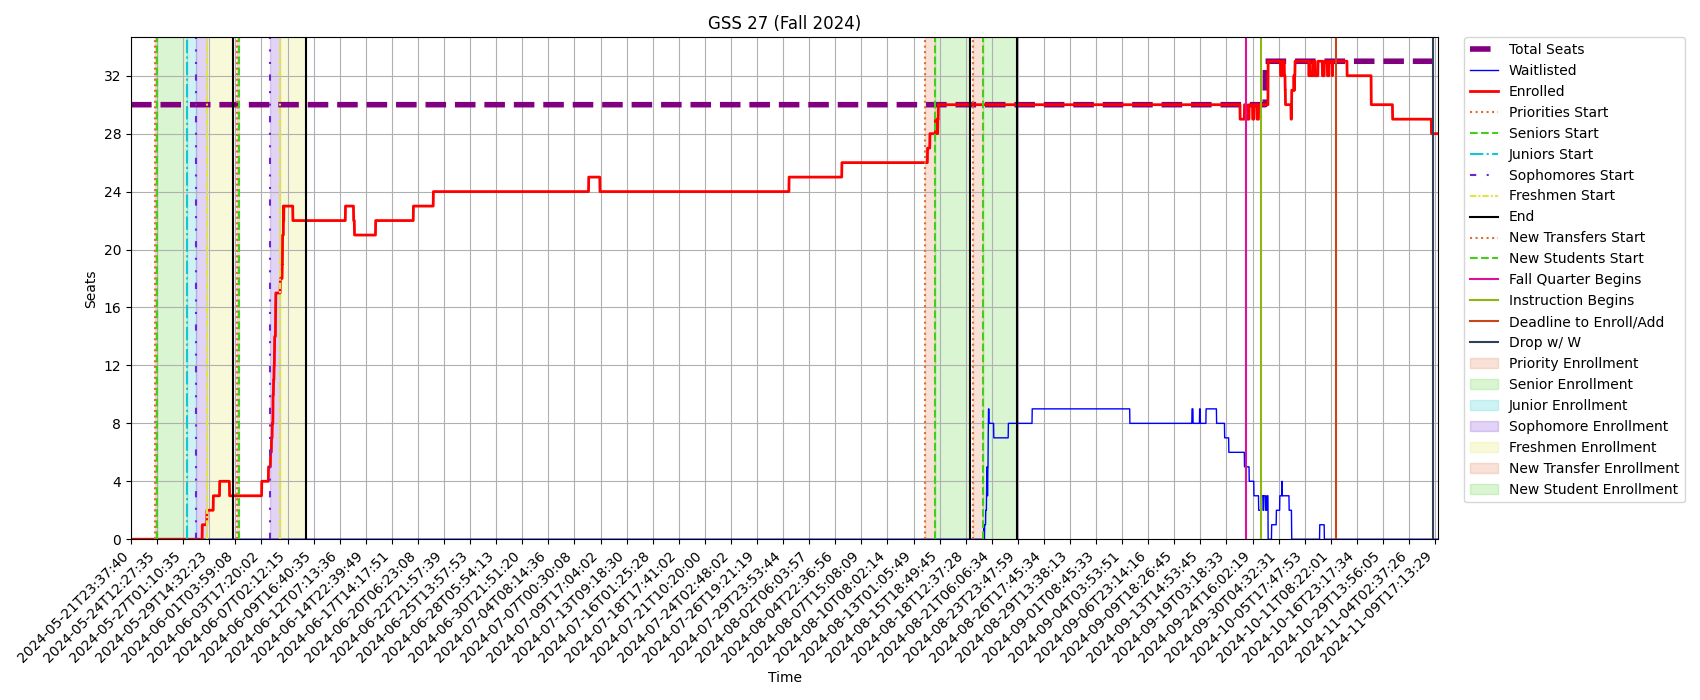 GSS 27 (Fall 2024)
Seats
32
28
24
20
16
12
8
4
0
2024-05-21T23:37:40
2024-05-24T12:27:35
2024-05-27T01:10:35
2024-05-29T14:32:23
2024-06-01T03:59:08
2024-06-03T17:20:02
2024-06-07T02:12:15
2024-06-09T16:40:35
2024-06-12T07:13:36
2024-06-14T22:39:49
2024-06-17T14:17:51
2024-06-20T06:23:08
2024-06-22T21:57:39
2024-06-25T13:57:53
2024-06-28T05:54:13
2024-06-30T21:51:20
2024-07-04T08:14:36
2024-07-07T00:30:08
2024-07-09T17:04:02
2024-07-13T09:18:30
2024-07-16T01:25:28
2024-07-18T17:41:02
2024-07-21T10:20:00
2024-07-24T02:48:02
2024-07-26T19:21:19
2024-07-29T23:53:44
2024-08-02T06:03:57
2024-08-04T22:36:56
2024-08-07T15:08:09
2024-08-10T08:02:14
2024-08-13T01:05:49
2024-08-15T18:49:45
2024-08-18T12:37:28
2024-08-21T06:06:34
2024-08-23T23:47:59
2024-08-26T17:45:34
2024-08-29T13:38:13
2024-09-01T08:45:33
2024-09-04T03:53:51
2024-09-06T23:14:16
2024-09-09T18:26:45
2024-09-13T14:53:45
2024-09-19T03:18:33
2024-09-24T16:02:19
2024-09-30T04:32:31
2024-10-05T17:47:53
2024-10-11T08:22:01
2024-10-16T23:17:34
2024-10-29T13:56:05
2024-11-04T02:37:26
2024-11-09T17:13:29
Time
Total Seats
Waitlisted
Enrolled
Priorities Start
Seniors Start
Juniors Start
Sophomores Start
Freshmen Start
End
New Transfers Start
New Students Start
Fall Quarter Begins
Instruction Begins
Deadline to Enroll/Add
Drop w/ W
Priority Enrollment
Senior Enrollment
Junior Enrollment
Sophomore Enrollment
Freshmen Enrollment
New Transfer Enrollment
New Student Enrollment